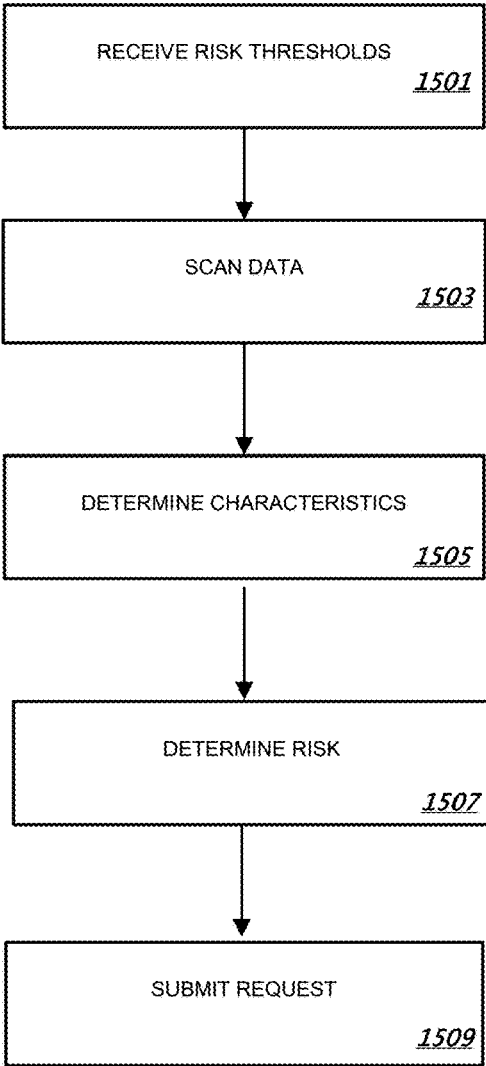 RECEIVE RISK THRESHOLDS
1501
SCAN DATA
1503
DETERMINE CHARACTERISTICS
1505
DETERMINE RISK
1507
SUBMIT REQUEST
1509